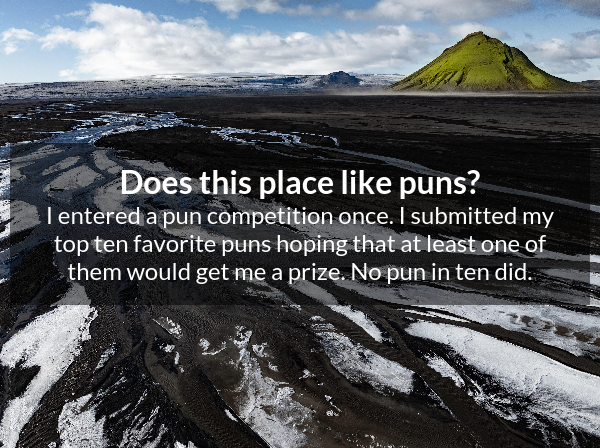 Does this place like puns?
I entered a pun competition once. I submitted my
top ten favorite puns hoping that at least one of
them would get me a prize. No pun in ten did.